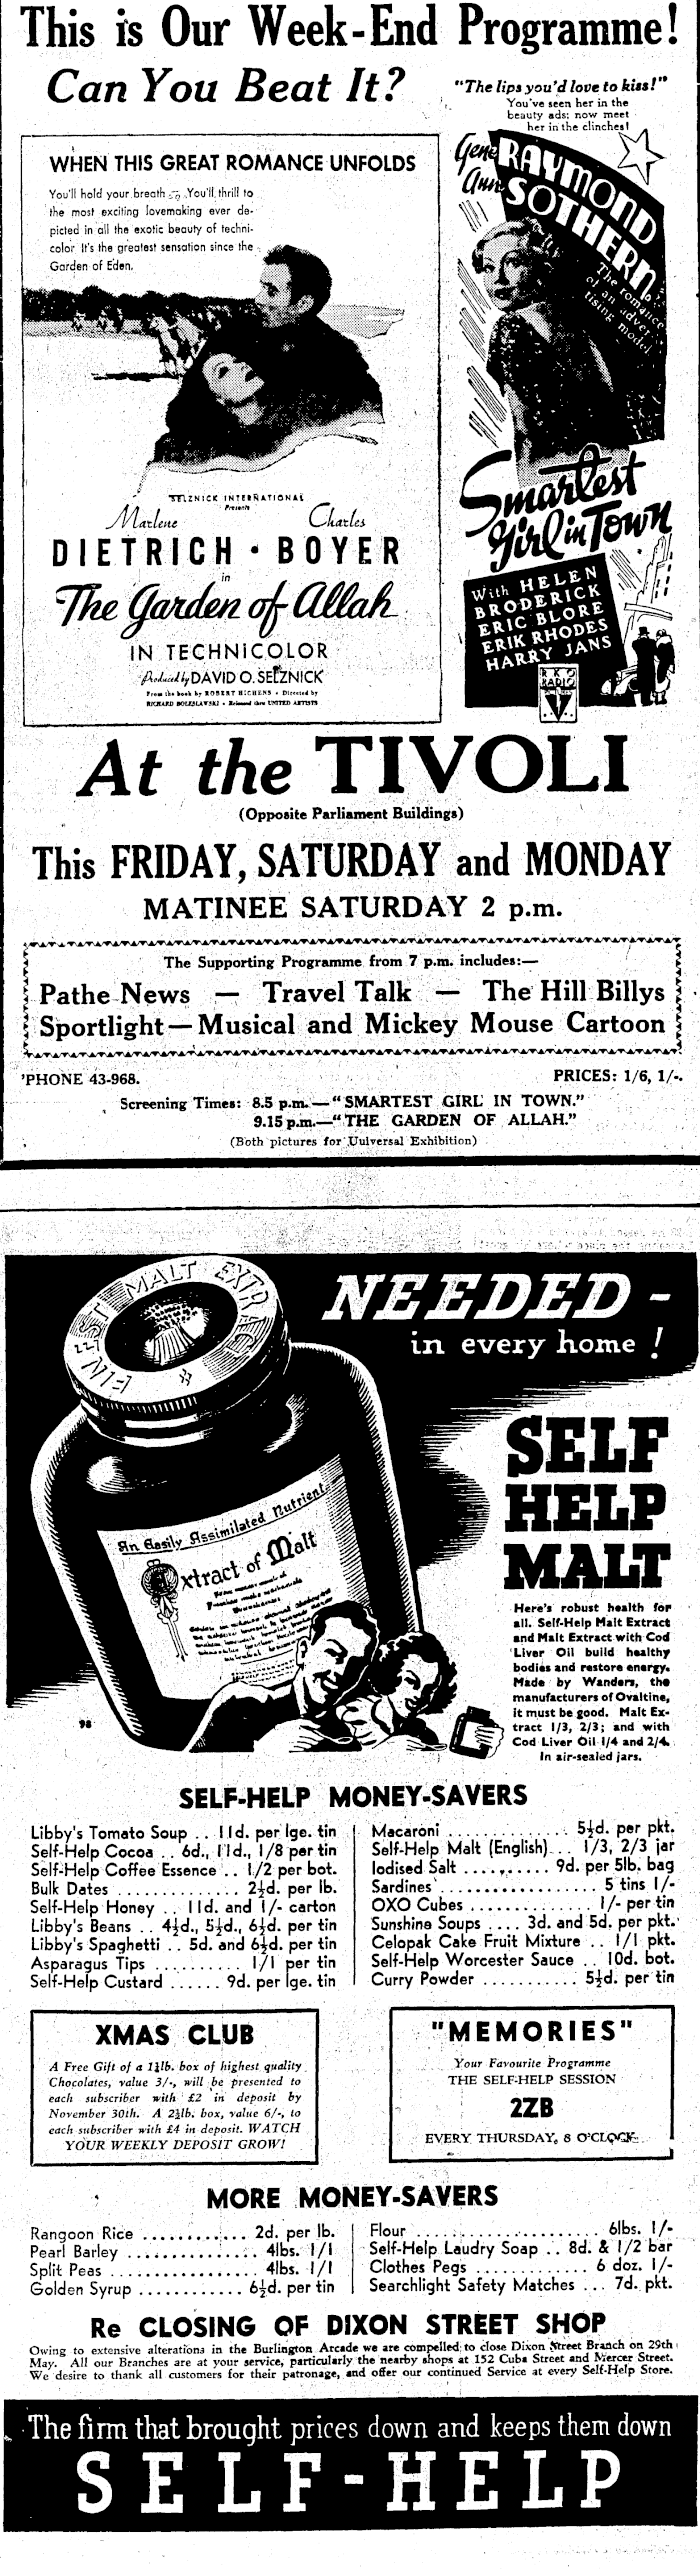 This is Our Week-End Programme!
Can You Beat It?
"The lips you'd love to kiss!"
You've seen her in the
beauty ads; now meet
her in the clinches!
Gene RAYMOND
Ann SOTHERN
The romance
of an adver-
tising model
Smartest
Girl in Town
With HELEN
BRODERICK
ERIC BLORE
ERIK RHODES
HARRY JANS
RKO
RADIO
WHEN THIS GREAT ROMANCE UNFOLDS
You'll hold your breath You'll thrill to
the most exciting lovemaking ever de-
picted in all the exotic beauty of techni-
color It's the greatest sensation since the
Garden of Eden.
SELZNICK INTERNATIONAL
Presents
Marlene Charles
DIETRICH · BOYER
in
The Garden of Allah
IN TECHNICOLOR
Produced by DAVID O. SELZNICK
From the book by ROBERT HICHENS • Directed by
RICHARD BOLESLAWSKI • Released thru UNITED ARTISTS
At the TIVOLI
(Opposite Parliament Buildings)
This FRIDAY, SATURDAY and MONDAY
MATINEE SATURDAY 2 p.m.
The Supporting Programme from 7 p.m. includes:—
Pathe News — Travel Talk — The Hill Billys
Sportlight—Musical and Mickey Mouse Cartoon
'PHONE 43-968. PRICES: 1/6, 1/-.
Screening Times: 8.5 p.m.—"SMARTEST GIRL IN TOWN."
9.15 p.m.—"THE GARDEN OF ALLAH."
(Both pictures for Uulversal Exhibition)
NEEDED -
in every home!
FINEST MALT EXTRACT
An Easily Assimilated Nutrient
Extract of Malt
98
SELF
HELP
MALT
Here's robust health for
all. Self-Help Malt Extract
and Malt Extract with Cod
Liver Oil build healthy
bodies and restore energy.
Made by Wanders, the
manufacturers of Ovaltine,
it must be good. Malt Ex-
tract 1/3, 2/3; and with
Cod Liver Oil 1/4 and 2/4.
In air-sealed jars.
SELF-HELP MONEY-SAVERS
Libby's Tomato Soup .. 11d. per lge. tin
Self-Help Cocoa .. 6d., 11d., 1/8 per tin
Self-Help Coffee Essence .. 1/2 per bot.
Bulk Dates ............ 2½d. per lb.
Self-Help Honey .. 11d. and 1/- carton
Libby's Beans .. 4½d., 5½d., 6½d. per tin
Libby's Spaghetti .. 5d. and 6½d. per tin
Asparagus Tips ......... 1/1 per tin
Self-Help Custard ...... 9d. per lge. tin
Macaroni ............ 5½d. per pkt.
Self-Help Malt (English)... 1/3, 2/3 jar
Iodised Salt ........ 9d. per 5lb. bag
Sardines ................ 5 tins 1/-
OXO Cubes ............. 1/- per tin
Sunshine Soups .... 3d. and 5d. per pkt.
Celopak Cake Fruit Mixture .. 1/1 pkt.
Self-Help Worcester Sauce .. 10d. bot.
Curry Powder .......... 5½d. per tin
XMAS CLUB
A Free Gift of a 1½lb. box of highest quality
Chocolates, value 3/-, will be presented to
each subscriber with £2 in deposit by
November 30th. A 2½lb. box, value 6/-, to
each subscriber with £4 in deposit. WATCH
YOUR WEEKLY DEPOSIT GROW!
"MEMORIES"
Your Favourite Programme
THE SELF-HELP SESSION
2ZB
EVERY THURSDAY, 8 O'CLOCK
MORE MONEY-SAVERS
Rangoon Rice ............ 2d. per lb.
Pearl Barley .............. 4lbs. 1/1
Split Peas ................ 4lbs. 1/1
Golden Syrup ........... 6½d. per tin
Flour .................... 6lbs. 1/-
Self-Help Laudry Soap .. 8d. & 1/2 bar
Clothes Pegs ............ 6 doz. 1/-
Searchlight Safety Matches ... 7d. pkt.
Re CLOSING OF DIXON STREET SHOP
Owing to extensive alterations in the Burlington Arcade we are compelled to close Dixon Street Branch on 29th
May. All our Branches are at your service, particularly the nearby shops at 152 Cuba Street and Mercer Street.
We desire to thank all customers for their patronage, and offer our continued Service at every Self-Help Store.
The firm that brought prices down and keeps them down
SELF-HELP